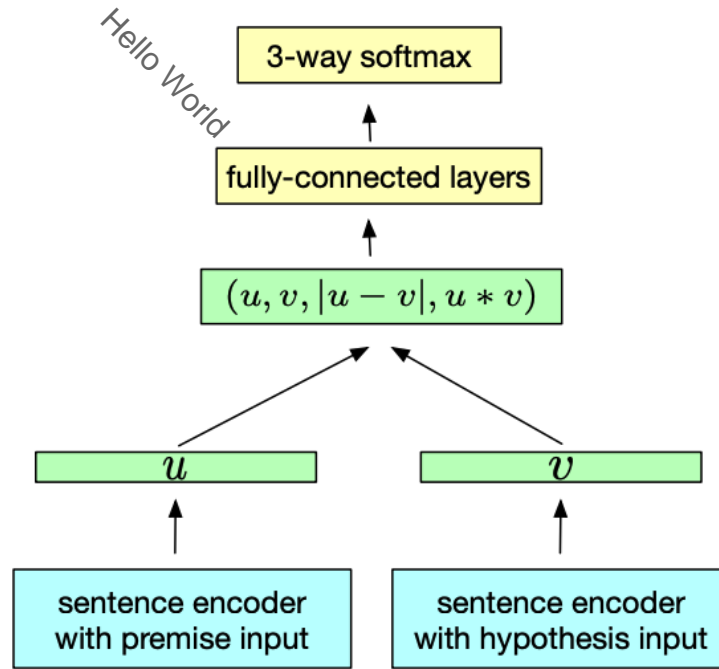 Hello World
3-way softmax
fully-connected layers
(u, v, |u − v|, u ∗ v)
u
v
sentence encoder
with premise input
sentence encoder
with hypothesis input